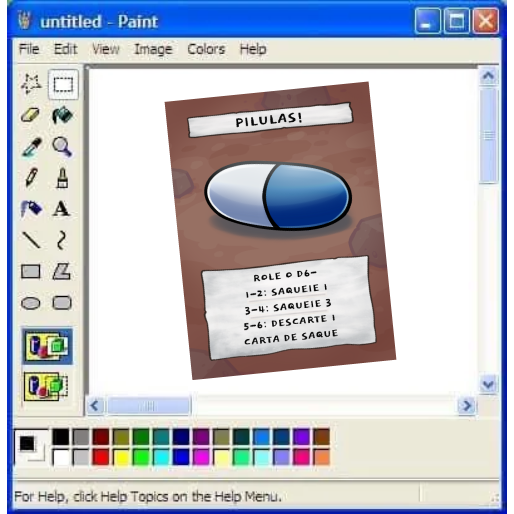 untitled - Paint
File Edit View Image Colors Help
A
PILULAS!
ROLE O D6-
1-2: SAQUEIE 1
3-4: SAQUEIE 3
5-6: DESCARTE 1
CARTA DE SAQUE
For Help, click Help Topics on the Help Menu.